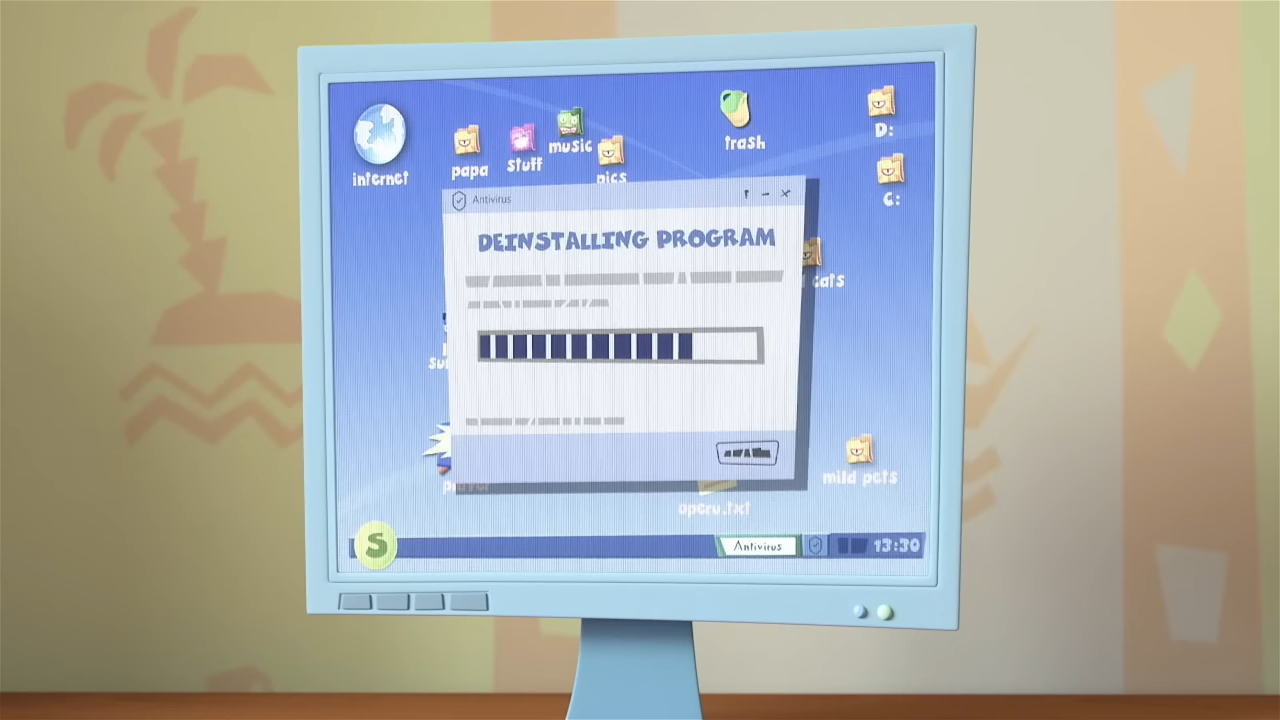 internet
papa
stuff
music
pics
trash
D:
C:
Antivirus
DEINSTALLING PROGRAM
cats
mild pets
S
Antivirus
13:30